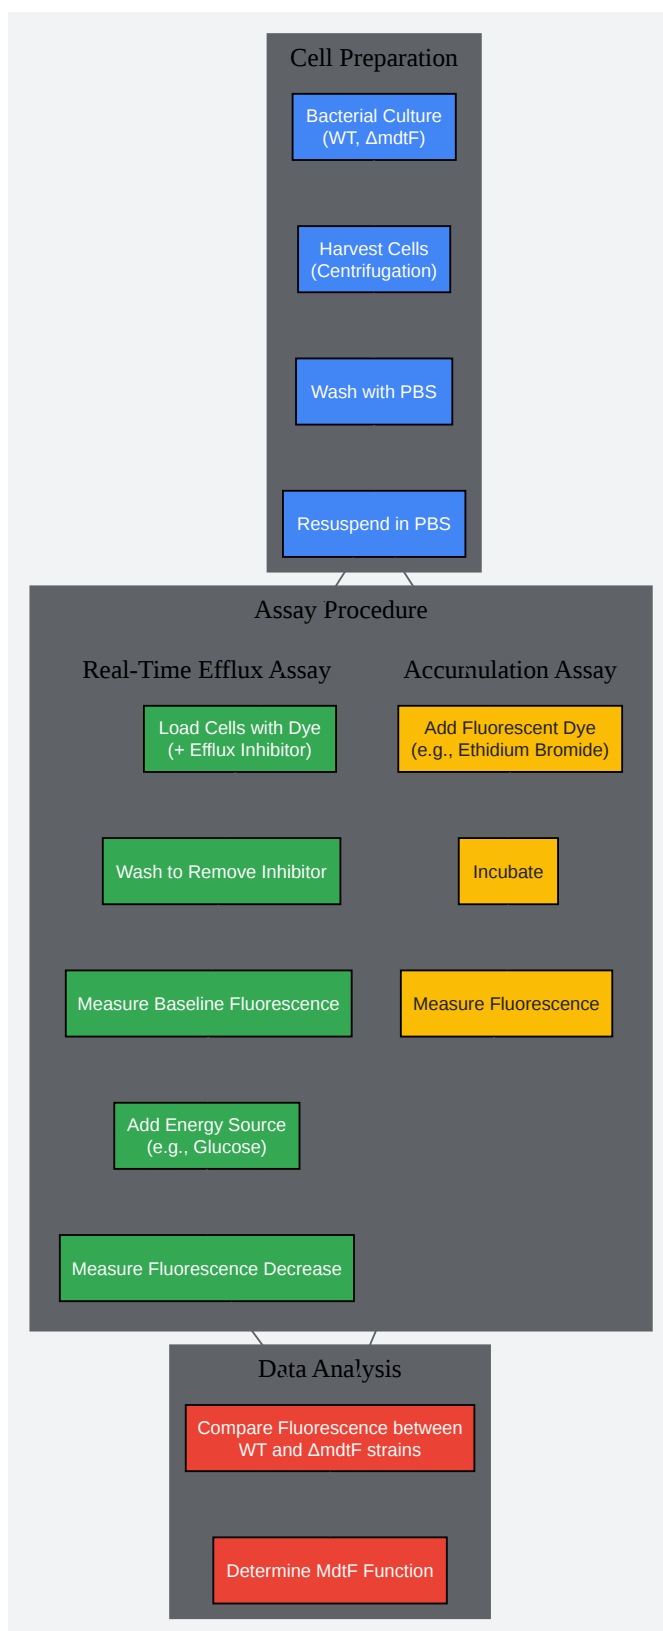 Cell Preparation
Bacterial Culture
(WT, ΔmdtF)
Harvest Cells
(Centrifugation)
Wash with PBS
Resuspend in PBS
Assay Procedure
Real-Time Efflux Assay
Load Cells with Dye
(+ Efflux Inhibitor)
Wash to Remove Inhibitor
Measure Baseline Fluorescence
Add Energy Source
(e.g., Glucose)
Measure Fluorescence Decrease
Accumulation Assay
Add Fluorescent Dye
(e.g., Ethidium Bromide)
Incubate
Measure Fluorescence
Data Analysis
Compare Fluorescence between
WT and ΔmdtF strains
Determine MdtF Function